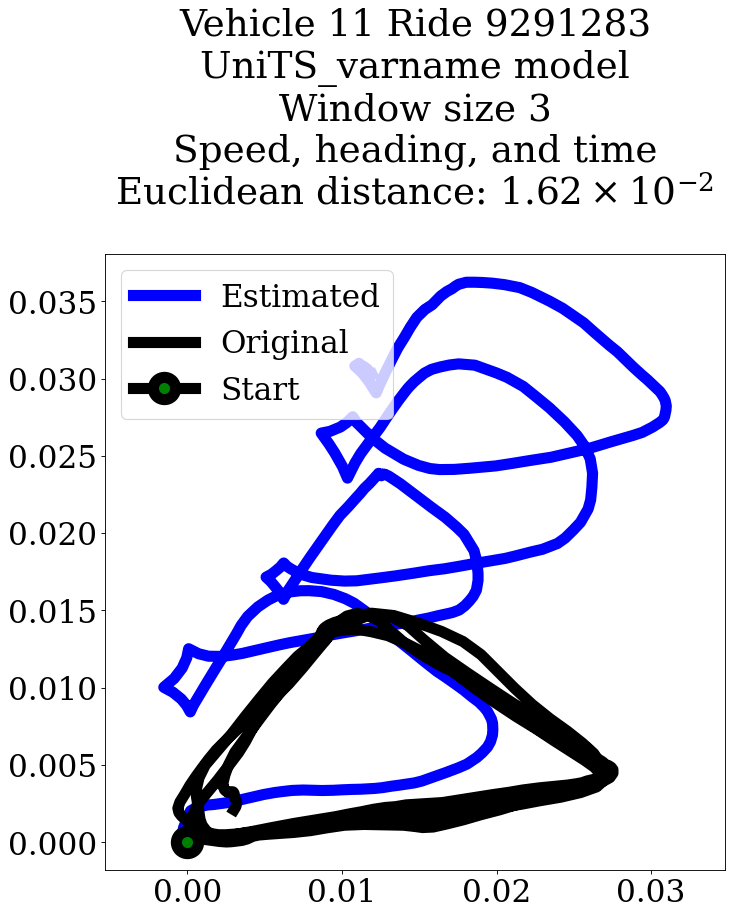 Vehicle 11 Ride 9291283
UniTS_varname model
Window size 3
Speed, heading, and time
Euclidean distance: 1.62 × 10⁻²
Estimated
Original
Start
0.035
0.030
0.025
0.020
0.015
0.010
0.005
0.000
0.00 0.01 0.02 0.03